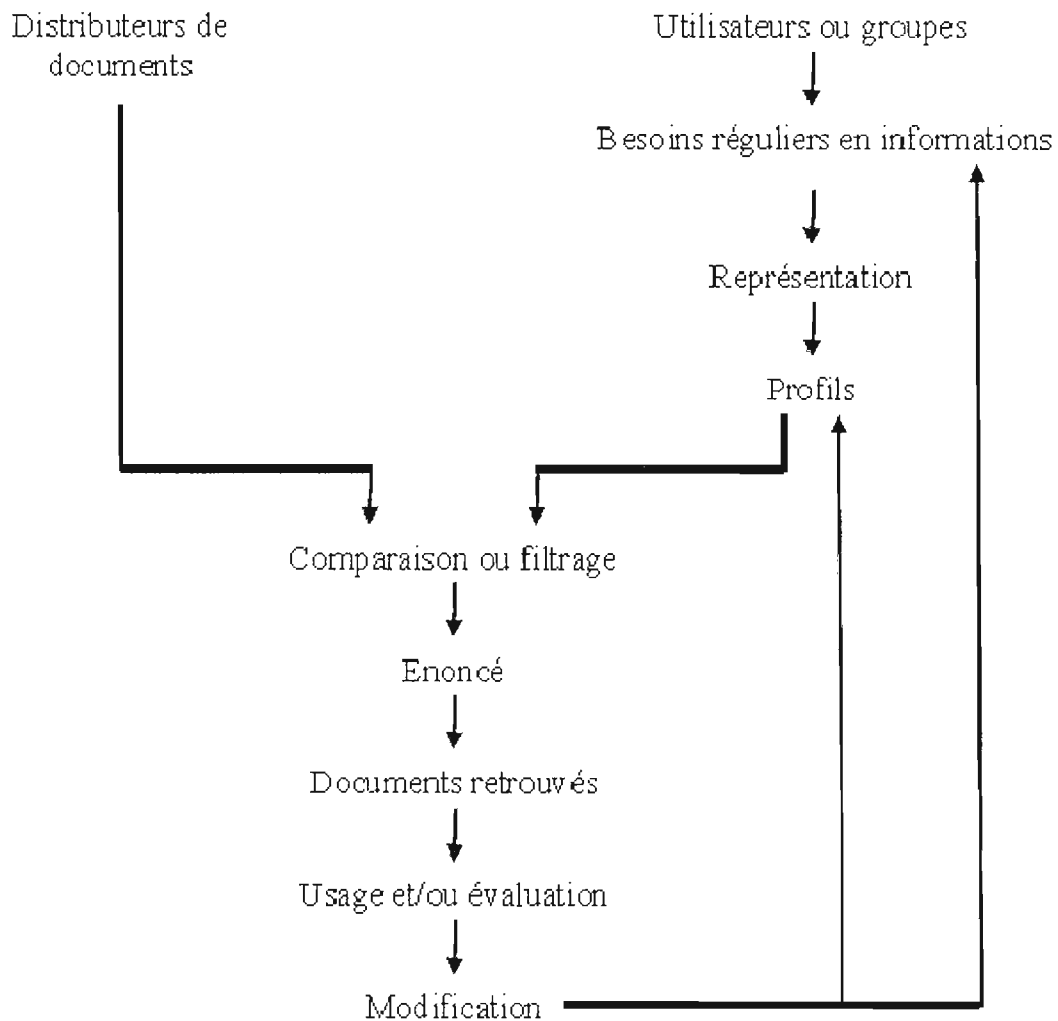 Distributeurs de
documents
Utilisateurs ou groupes
Besoins réguliers en informations
Représentation
Profils
Comparaison ou filtrage
Enoncé
Documents retrouvés
Usage et/ou évaluation
Modification